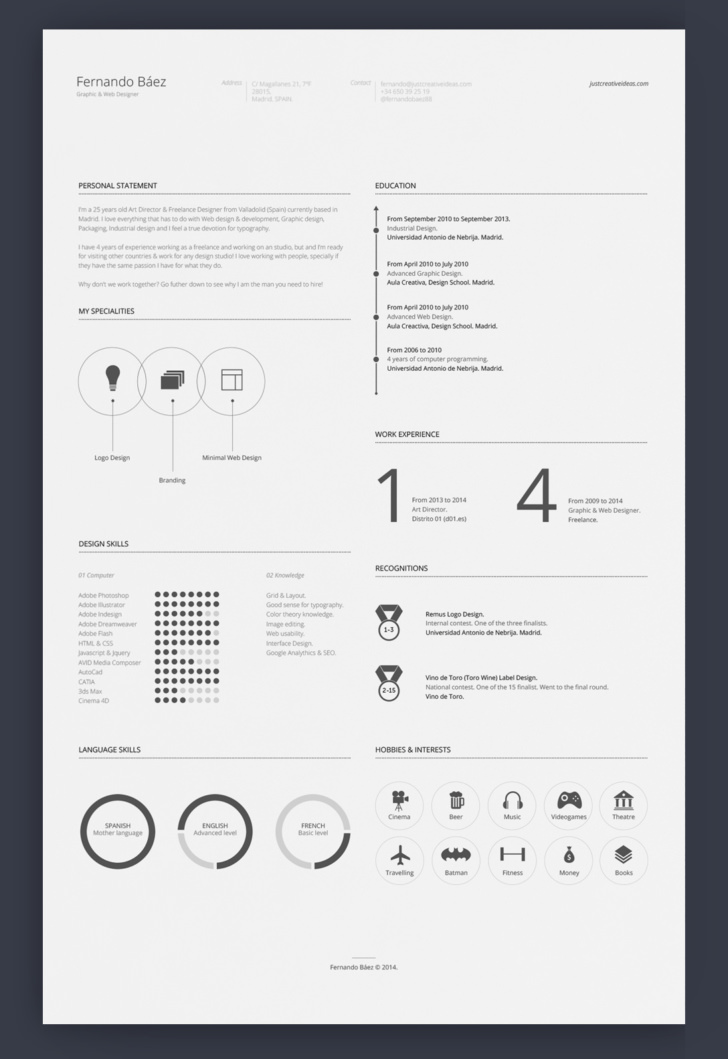 Fernando Báez
Graphic & Web Designer
Address
C/ Magallanes 21, 
28015,
Madrid, SPAIN.
Contact
fernando@justcreativeideas.com
+34 650 39 25 19
@fernandobaez88
justcreativeideas.com
PERSONAL STATEMENT
I'm a 25 years old Art Director & Freelance Designer from Valladolid (Spain) currently based in
Madrid. I love everything that has to do with Web design & development, Graphic design,
Packaging, Industrial design and I feel a true devotion for typography.
I have 4 years of experience working as a freelance and working on an studio, but and I'm ready
for visiting other countries & work for any design studio! I love working with people, specially if
they have the same passion I have for what they do.
Why don't we work together? Go futher down to see why I am the man you need to hire!
MY SPECIALITIES
Logo Design
Minimal Web Design
Branding
DESIGN SKILLS
01 Computer
Adobe Photoshop
Adobe Illustrator
Adobe Indesign
Adobe Dreamweaver
Adobe Flash
HTML & CSS
Javascript & Jquery
AVID Media Composer
AutoCad
CATIA
3ds Max
Cinema 4D
02 Knowledge
Grid & Layout.
Good sense for typography.
Color theory knowledge.
Image editing.
Web usability.
Interface Design.
Google Analythics & SEO.
LANGUAGE SKILLS
SPANISH
Mother language
ENGLISH
Advanced level
FRENCH
Basic level
EDUCATION
From September 2010 to September 2013.
Industrial Design.
Universidad Antonio de Nebrija. Madrid.
From April 2010 to July 2010
Advanced Graphic Design.
Aula Creativa, Design School. Madrid.
From April 2010 to July 2010
Advanced Web Design.
Aula Creactiva, Design School. Madrid.
From 2006 to 2010
4 years of computer programming.
Universidad Antonio de Nebrija. Madrid.
WORK EXPERIENCE
1
From 2013 to 2014
Art Director.
Distrito 01 (d01.es)
4
From 2009 to 2014
Graphic & Web Designer.
Freelance.
RECOGNITIONS
1-3
Remus Logo Design.
Internal contest. One of the three finalists.
Universidad Antonio de Nebrija. Madrid.
2-15
Vino de Toro (Toro Wine) Label Design.
National contest. One of the 15 finalist. Went to the final round.
Vino de Toro.
HOBBIES & INTERESTS
Cinema
Beer
Music
Videogames
Theatre
Travelling
Batman
Fitness
$
Money
Books
Fernando Báez © 2014.